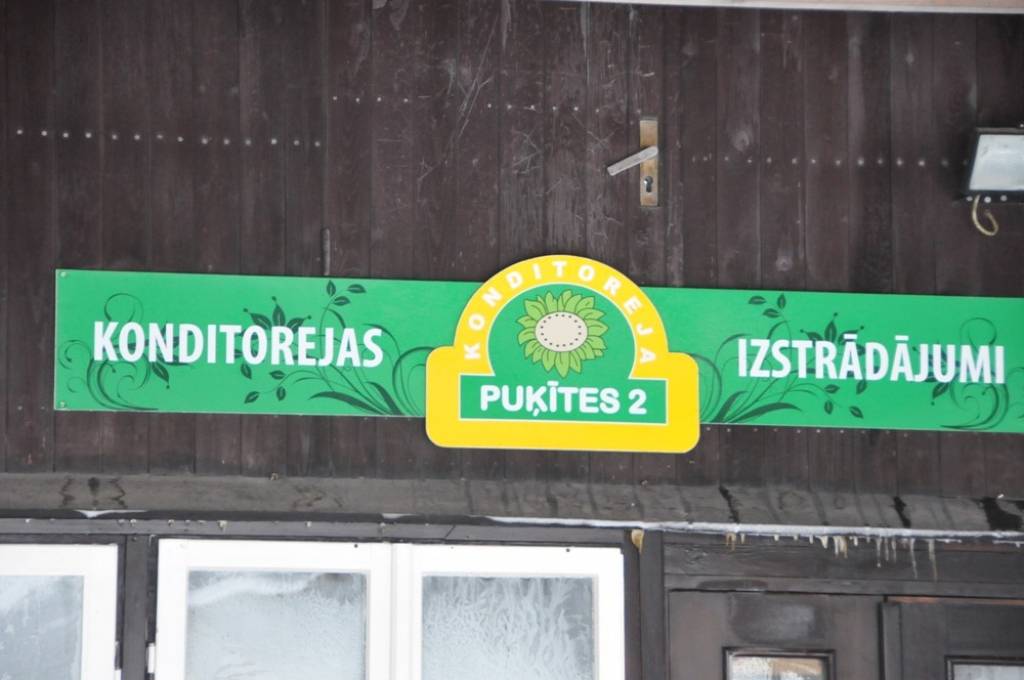 KONDITOREJAS
KONDITOREJA
PUĶĪTES 2
IZSTRĀDĀJUMI